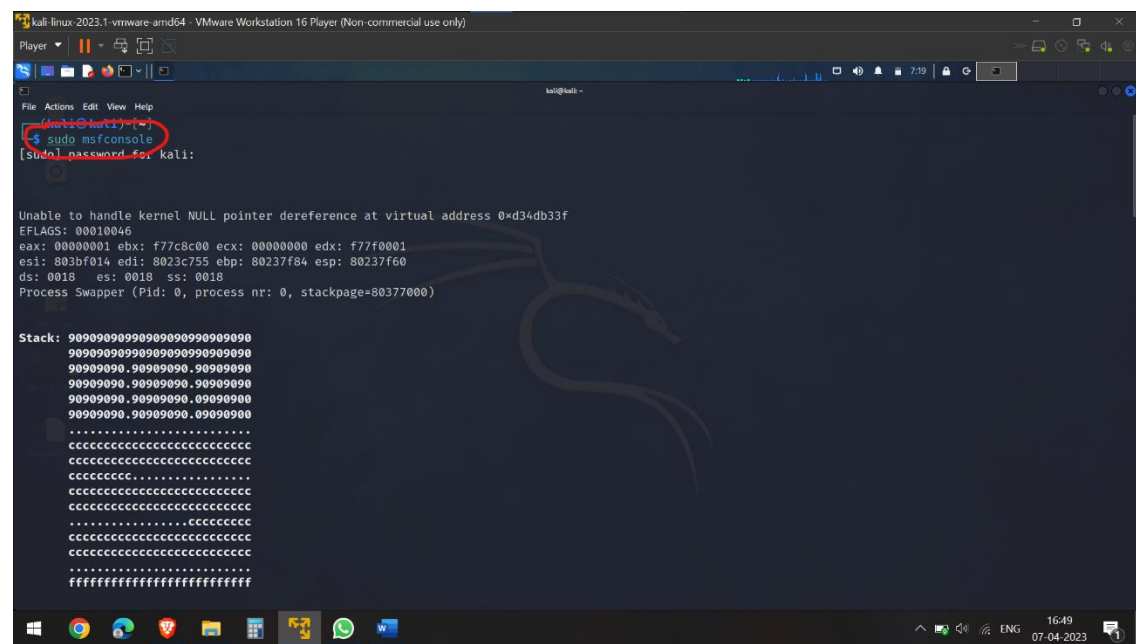 kali-linux-2023.1-vmware-amd64 - VMware Workstation 16 Player (Non-commercial use only)
Player
7:19
kali@kali: ~
File Actions Edit View Help
(kali㉿kali)-[~]
$ sudo msfconsole
[sudo] password for kali:
Unable to handle kernel NULL pointer dereference at virtual address 0×d34db33f
EFLAGS: 00010046
eax: 00000001 ebx: f77c8c00 ecx: 00000000 edx: f77f0001
esi: 803bf014 edi: 8023c755 ebp: 80237f84 esp: 80237f60
ds: 0018 es: 0018 ss: 0018
Process Swapper (Pid: 0, process nr: 0, stackpage=80377000)
Stack: 90909090990909090990909090
90909090990909090990909090
90909090.90909090.90909090
90909090.90909090.90909090
90909090.90909090.09090900
90909090.90909090.09090900
..........................
cccccccccccccccccccccccccc
cccccccccccccccccccccccccc
ccccccccc.................
cccccccccccccccccccccccccc
cccccccccccccccccccccccccc
.................ccccccccc
cccccccccccccccccccccccccc
cccccccccccccccccccccccccc
..........................
ffffffffffffffffffffffffff
ENG
16:49
07-04-2023